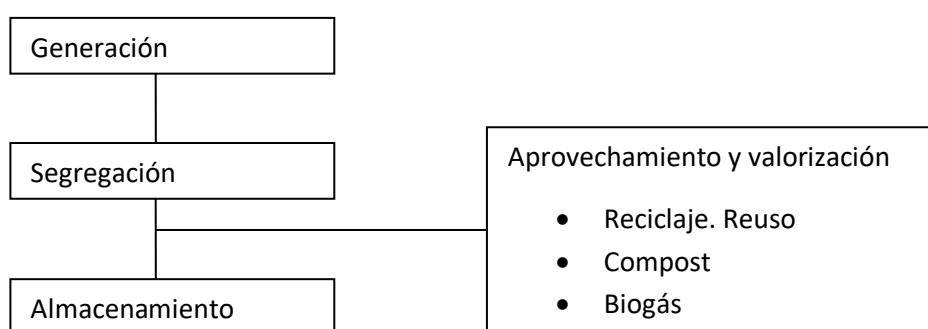 Generación
Segregación
Aprovechamiento y valorización
• Reciclaje. Reuso
• Compost
• Biogás
Almacenamiento